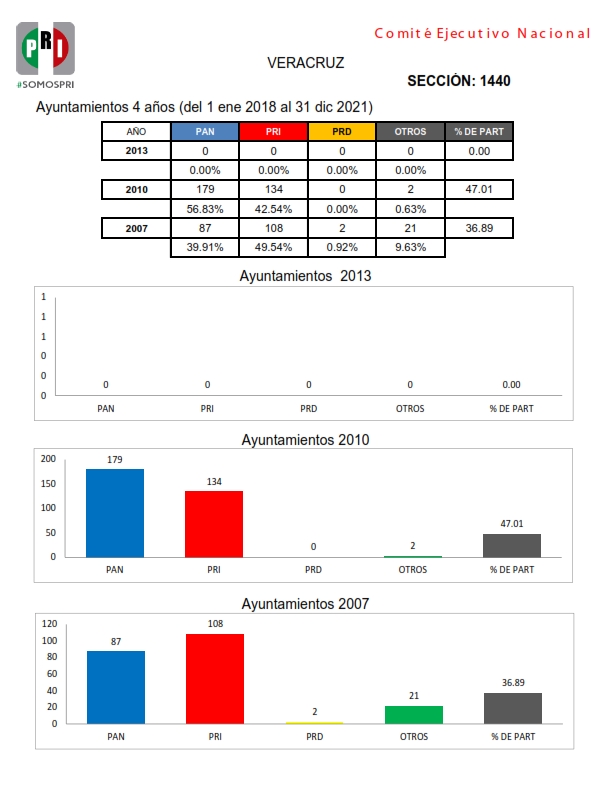 Comité Ejecutivo Nacional
PRI
#SOMOSPRI
VERACRUZ
SECCIÒN: 1440
Ayuntamientos 4 años (del 1 ene 2018 al 31 dic 2021)
AÑO PAN PRI PRD OTROS % DE PART
2013 0 0 0 0 0.00
0.00% 0.00% 0.00% 0.00%
2010 179 134 0 2 47.01
56.83% 42.54% 0.00% 0.63%
2007 87 108 2 21 36.89
39.91% 49.54% 0.92% 9.63%
Ayuntamientos 2013
1
1
1
0
0
0
0 0 0 0 0.00
PAN PRI PRD OTROS % DE PART
Ayuntamientos 2010
200
150
100
50
0
179 134 0 2 47.01
PAN PRI PRD OTROS % DE PART
Ayuntamientos 2007
120
100
80
60
40
20
0
87 108 2 21 36.89
PAN PRI PRD OTROS % DE PART